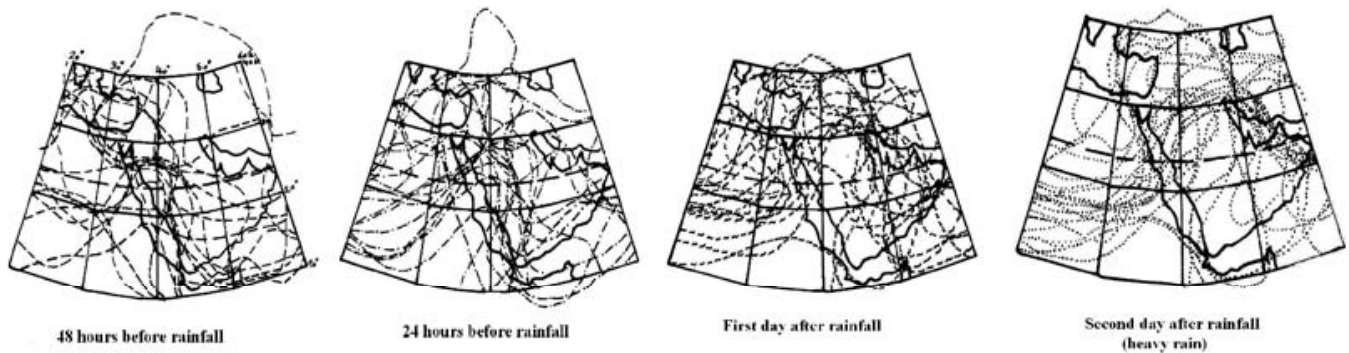 48 hours before rainfall
24 hours before rainfall
First day after rainfall
Second day after rainfall
(heavy rain)